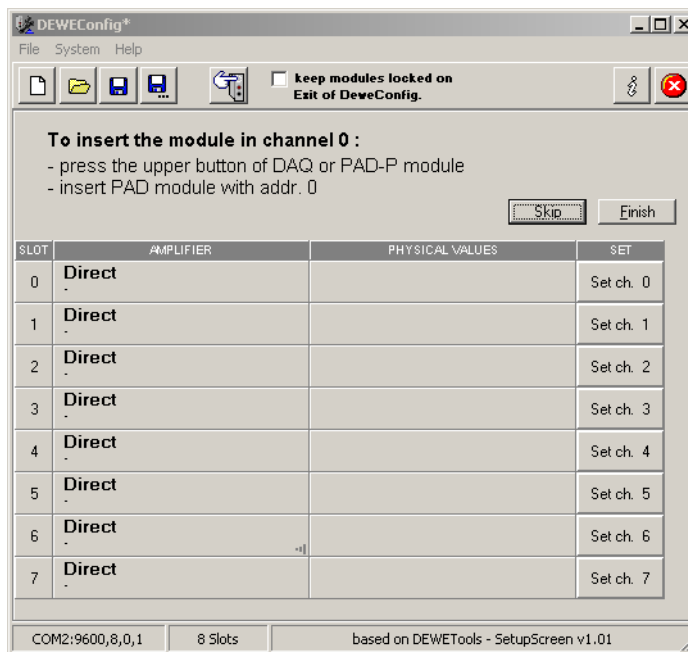 DEWEConfig*
File System Help
keep modules locked on
Exit of DeweConfig.
To insert the module in channel 0 :
- press the upper button of DAQ or PAD-P module
- insert PAD module with addr. 0
Skip Finish
SLOT AMPLIFIER PHYSICAL VALUES SET
0 Direct Set ch. 0
-
1 Direct Set ch. 1
-
2 Direct Set ch. 2
-
3 Direct Set ch. 3
-
4 Direct Set ch. 4
-
5 Direct Set ch. 5
-
6 Direct Set ch. 6
-
7 Direct Set ch. 7
-
COM2:9600,8,0,1 8 Slots based on DEWETools - SetupScreen v1.01